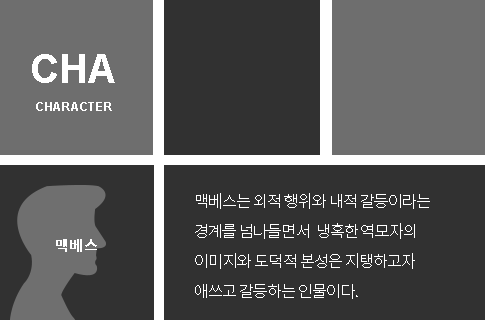 CHA
CHARACTER
맥베스
맥베스는 외적 행위와 내적 갈등이라는
경계를 넘나들면서 냉혹한 역모자의
이미지와 도덕적 본성은 지탱하고자
애쓰고 갈등하는 인물이다.